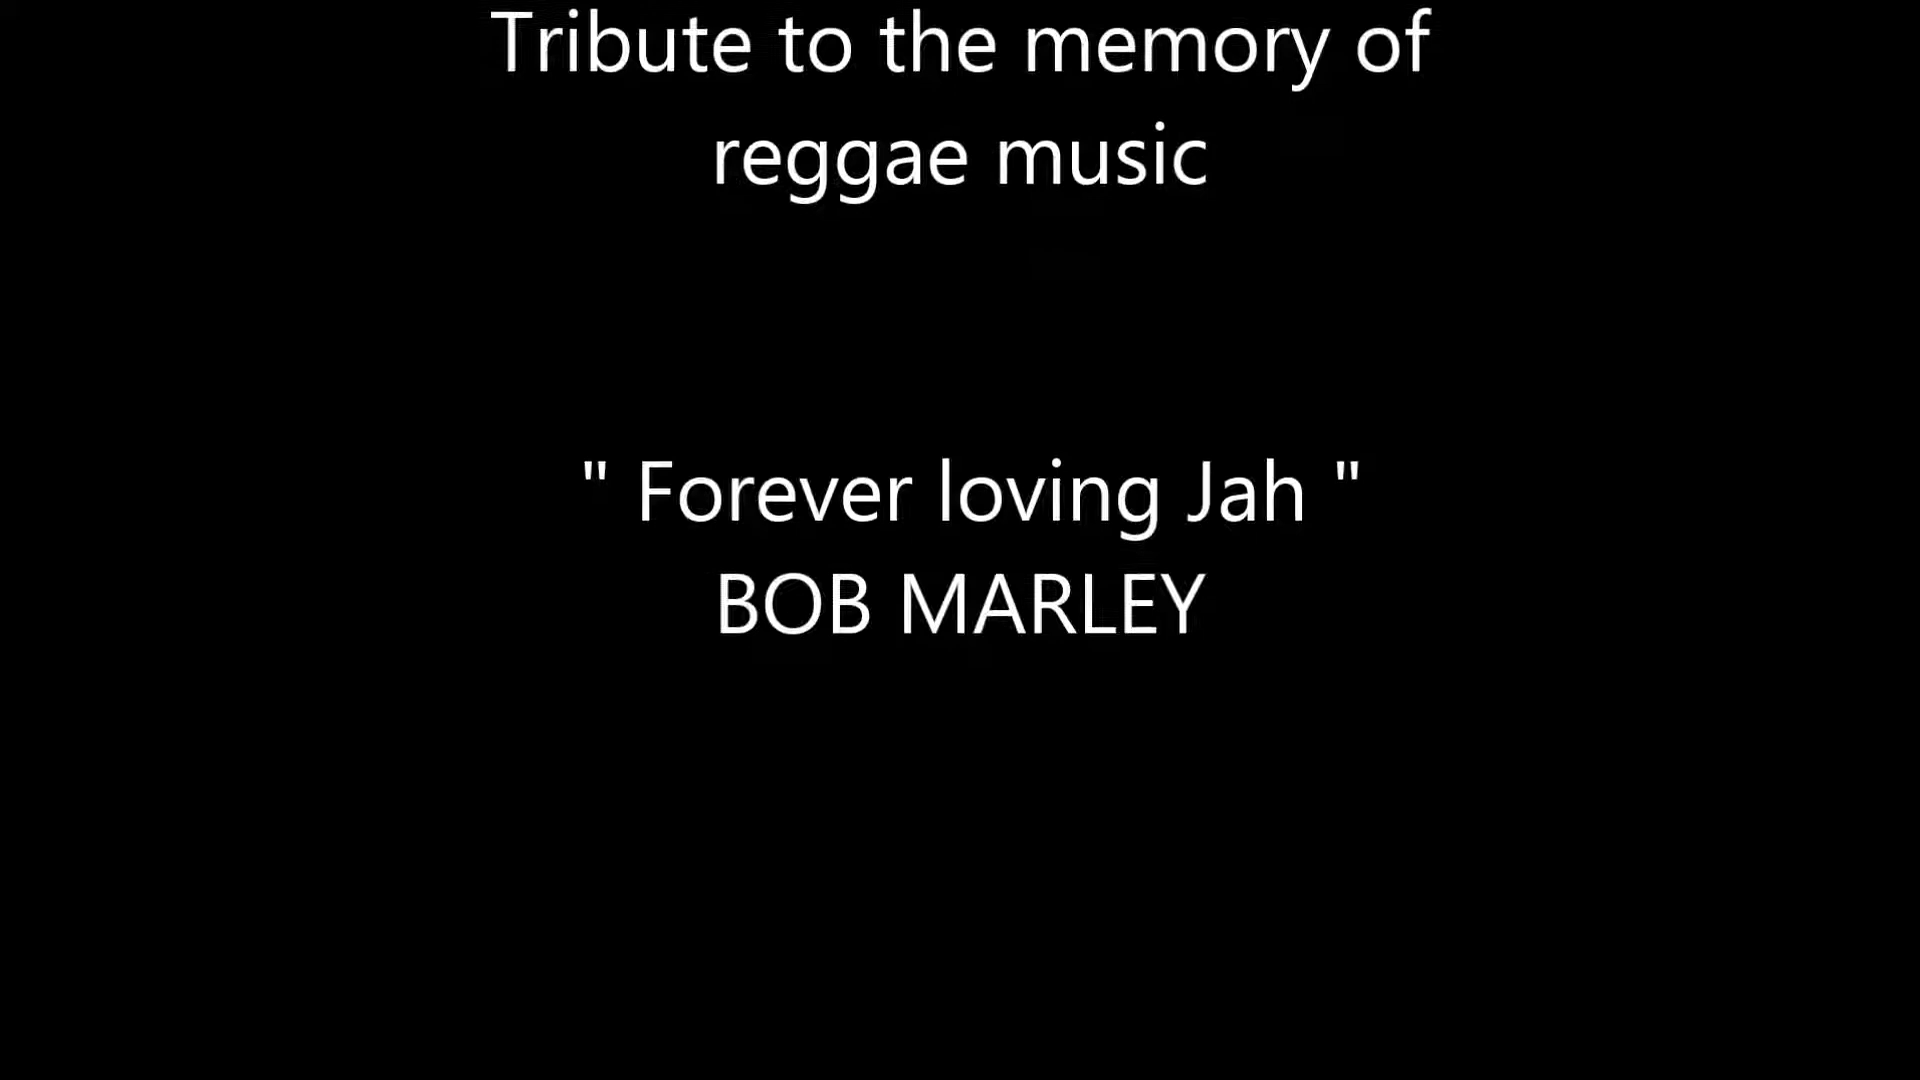 Tribute to the memory of
reggae music
" Forever loving Jah "
BOB MARLEY